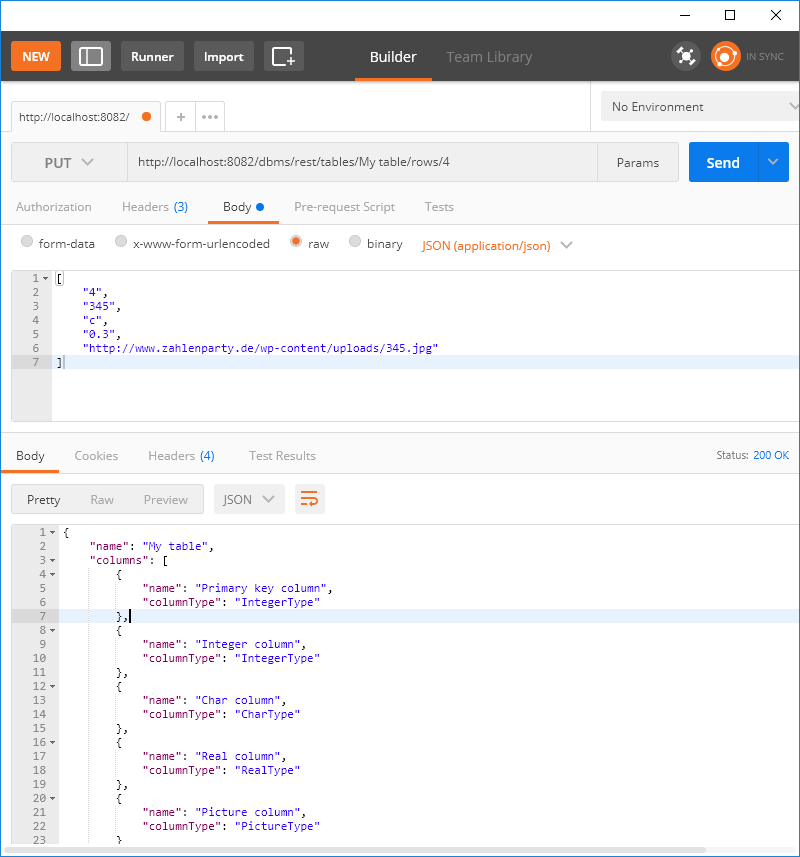 NEW Runner Import Builder Team Library IN SYNC
http://localhost:8082/ + ••• No Environment
PUT http://localhost:8082/dbms/rest/tables/My table/rows/4 Params Send
Authorization Headers (3) Body Pre-request Script Tests
form-data x-www-form-urlencoded raw binary JSON (application/json)
1 [
2 "4",
3 "345",
4 "c",
5 "0.3",
6 "http://www.zahlenparty.de/wp-content/uploads/345.jpg"
7 ]
Body Cookies Headers (4) Test Results Status: 200 OK
Pretty Raw Preview JSON
1 {
2 "name": "My table",
3 "columns": [
4 {
5 "name": "Primary key column",
6 "columnType": "IntegerType"
7 },
8 {
9 "name": "Integer column",
10 "columnType": "IntegerType"
11 },
12 {
13 "name": "Char column",
14 "columnType": "CharType"
15 },
16 {
17 "name": "Real column",
18 "columnType": "RealType"
19 },
20 {
21 "name": "Picture column",
22 "columnType": "PictureType"
23 }